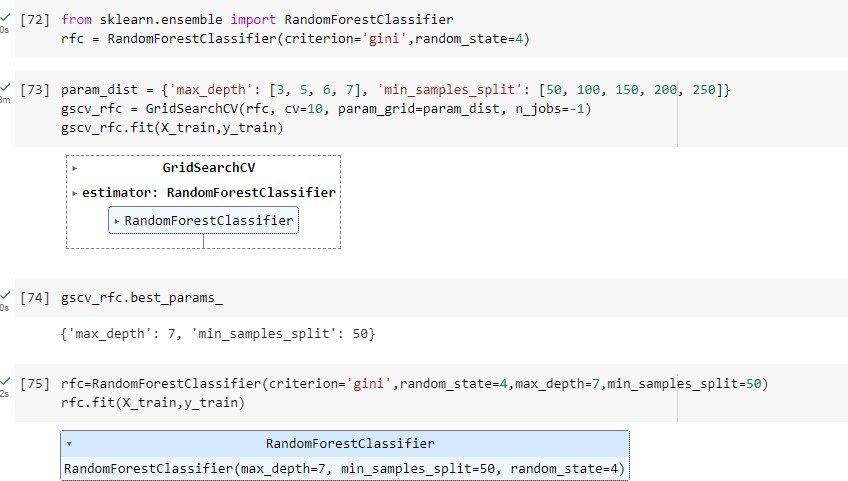 [72] from sklearn.ensemble import RandomForestClassifier
0s rfc = RandomForestClassifier(criterion='gini',random_state=4)
[73] param_dist = {'max_depth': [3, 5, 6, 7], 'min_samples_split': [50, 100, 150, 200, 250]}
gscv_rfc = GridSearchCV(rfc, cv=10, param_grid=param_dist, n_jobs=-1)
gscv_rfc.fit(X_train,y_train)
GridSearchCV
estimator: RandomForestClassifier
RandomForestClassifier
[74] gscv_rfc.best_params_
0s
{'max_depth': 7, 'min_samples_split': 50}
[75] rfc=RandomForestClassifier(criterion='gini',random_state=4,max_depth=7,min_samples_split=50)
2s rfc.fit(X_train,y_train)
RandomForestClassifier
RandomForestClassifier(max_depth=7, min_samples_split=50, random_state=4)